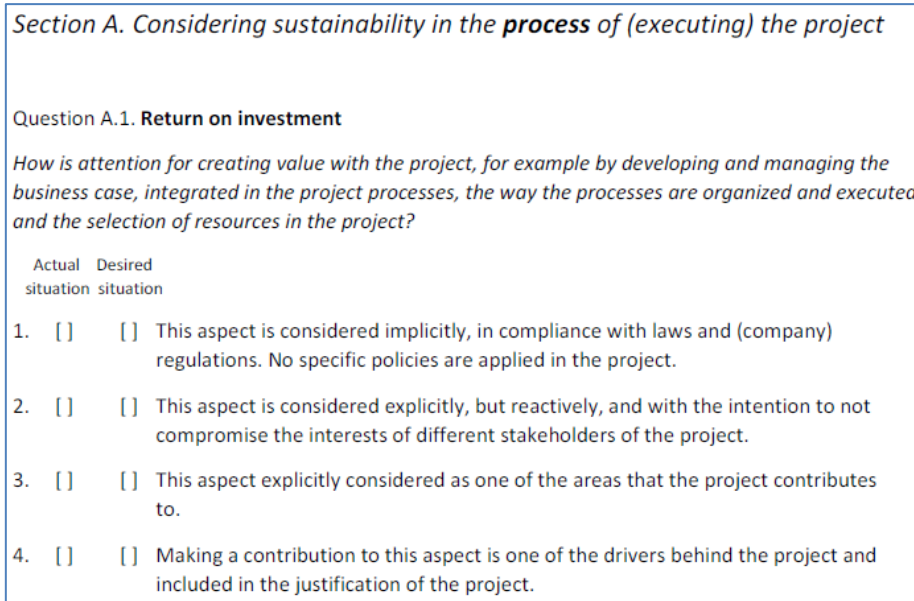 Section A. Considering sustainability in the process of (executing) the project
Question A.1. Return on investment
How is attention for creating value with the project, for example by developing and managing the
business case, integrated in the project processes, the way the processes are organized and executed
and the selection of resources in the project?
Actual Desired
situation situation
1. [ ] [ ] This aspect is considered implicitly, in compliance with laws and (company)
regulations. No specific policies are applied in the project.
2. [ ] [ ] This aspect is considered explicitly, but reactively, and with the intention to not
compromise the interests of different stakeholders of the project.
3. [ ] [ ] This aspect explicitly considered as one of the areas that the project contributes
to.
4. [ ] [ ] Making a contribution to this aspect is one of the drivers behind the project and
included in the justification of the project.